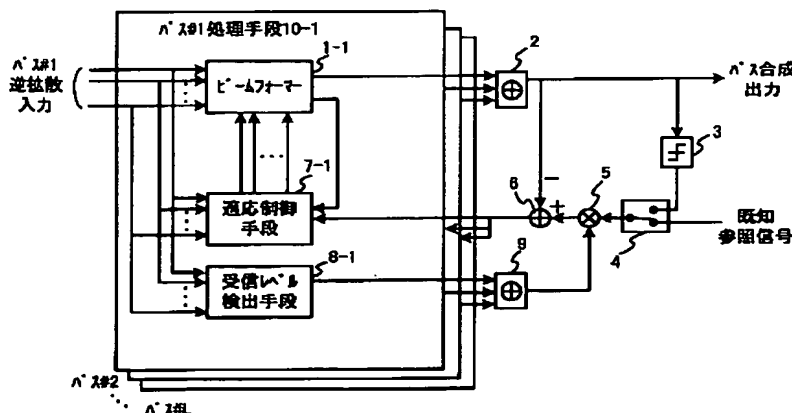 パス#1処理手段10-1
1-1
2
パス#1
逆拡散
入力
ビームフォーマー
パス合成
出力
3
7-1
適応制御
手段
6
5
4
既知
参照信号
8-1
受信レベル
検出手段
9
パス#2
パス#L